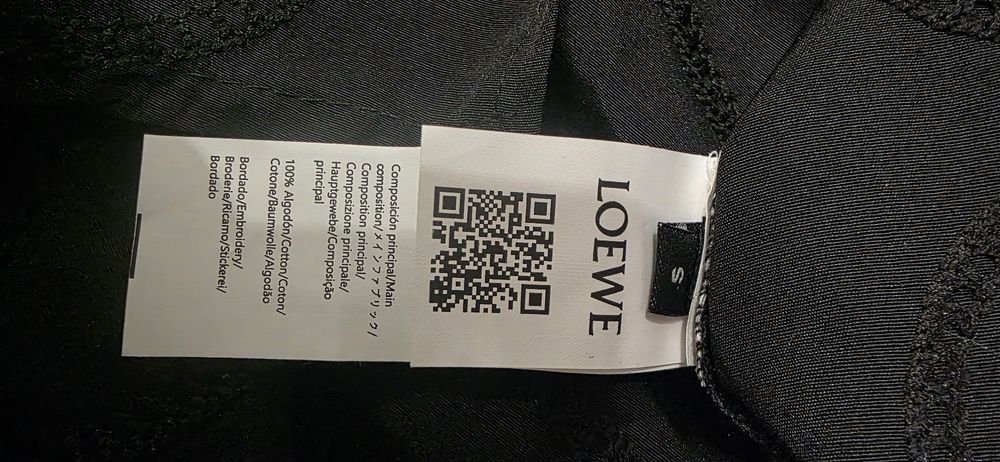 S
LOEWE
Composición principal/Main
composition/メインファブリック/
Composition principal/
Composizione principale/
Hauptgewebe/Composição
principal
100% Algodón/Cotton/Coton/
Cotone/Baumwolle/Algodão
Bordado/Embroidery/
Broderie/Ricamo/Stickerei/
Bordado